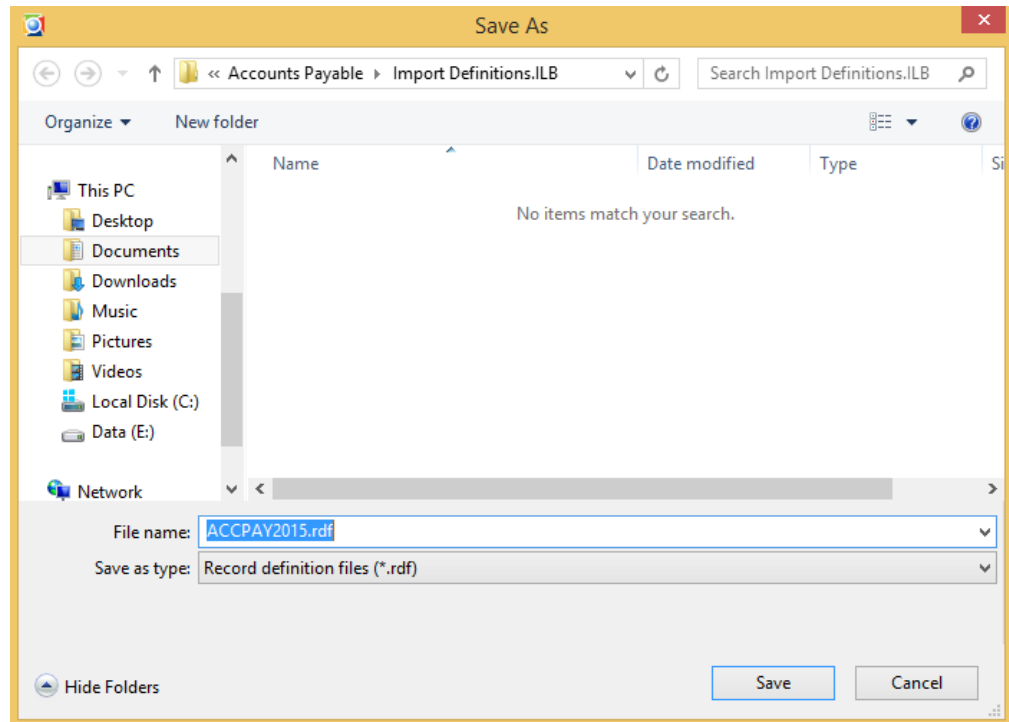 Save As
« Accounts Payable Import Definitions.ILB Search Import Definitions.ILB
Organize New folder
Name Date modified Type Si
No items match your search.
This PC
Desktop
Documents
Downloads
Music
Pictures
Videos
Local Disk (C:)
Data (E:)
Network
File name: ACCPAY2015.rdf
Save as type: Record definition files (*.rdf)
Hide Folders Save Cancel